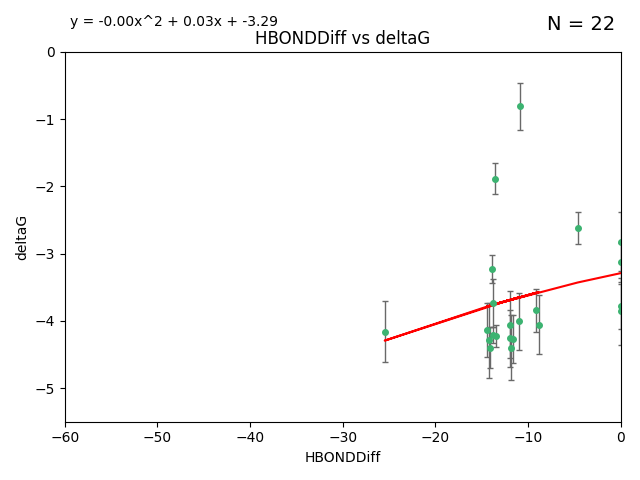 y = -0.00x^2 + 0.03x + -3.29
N = 22
HBONDDiff vs deltaG
0
−1
−2
−3
−4
−5
deltaG
−60 −50 −40 −30 −20 −10 0
HBONDDiff